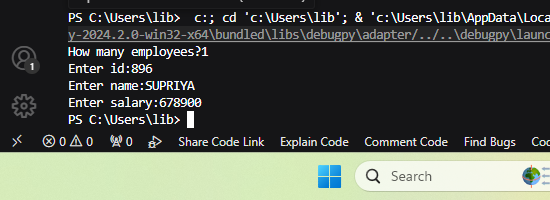 PS C:\Users\lib>  c:; cd 'c:\Users\lib'; & 'c:\Users\lib\AppData\Loca
y-2024.2.0-win32-x64\bundled\libs\debugpy\adapter/../..\debugpy\laun
How many employees?1
Enter id:896
Enter name:SUPRIYA
Enter salary:678900
PS C:\Users\lib>
0 0 0 Share Code Link Explain Code Comment Code Find Bugs Cod
Search